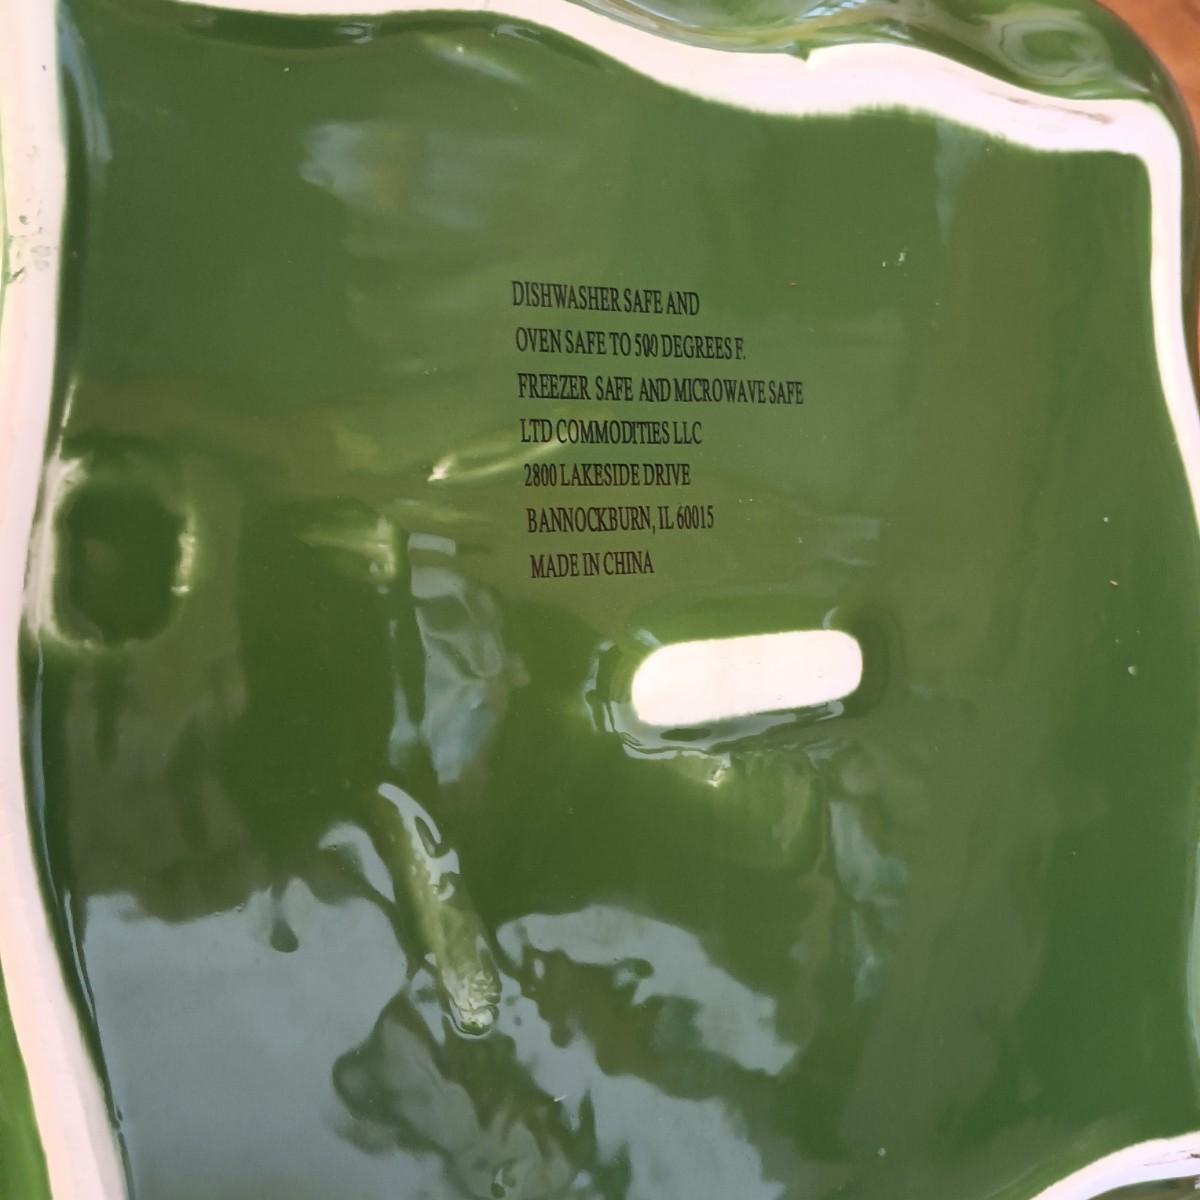 DISHWASHER SAFE AND
OVEN SAFE TO 500 DEGREES F.
FREEZER SAFE AND MICROWAVE SAFE
LTD COMMODITIES LLC
2800 LAKESIDE DRIVE
BANNOCKBURN, IL 60015
MADE IN CHINA